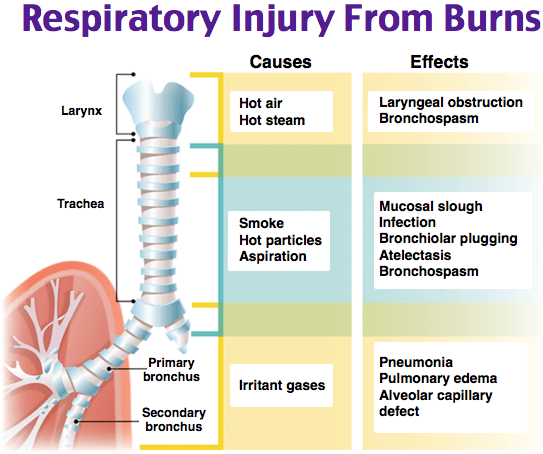 Respiratory Injury From Burns
Causes
Effects
Larynx
Hot air
Hot steam
Laryngeal obstruction
Bronchospasm
Trachea
Smoke
Hot particles
Aspiration
Mucosal slough
Infection
Bronchiolar plugging
Atelectasis
Bronchospasm
Primary
bronchus
Secondary
bronchus
Irritant gases
Pneumonia
Pulmonary edema
Alveolar capillary
defect